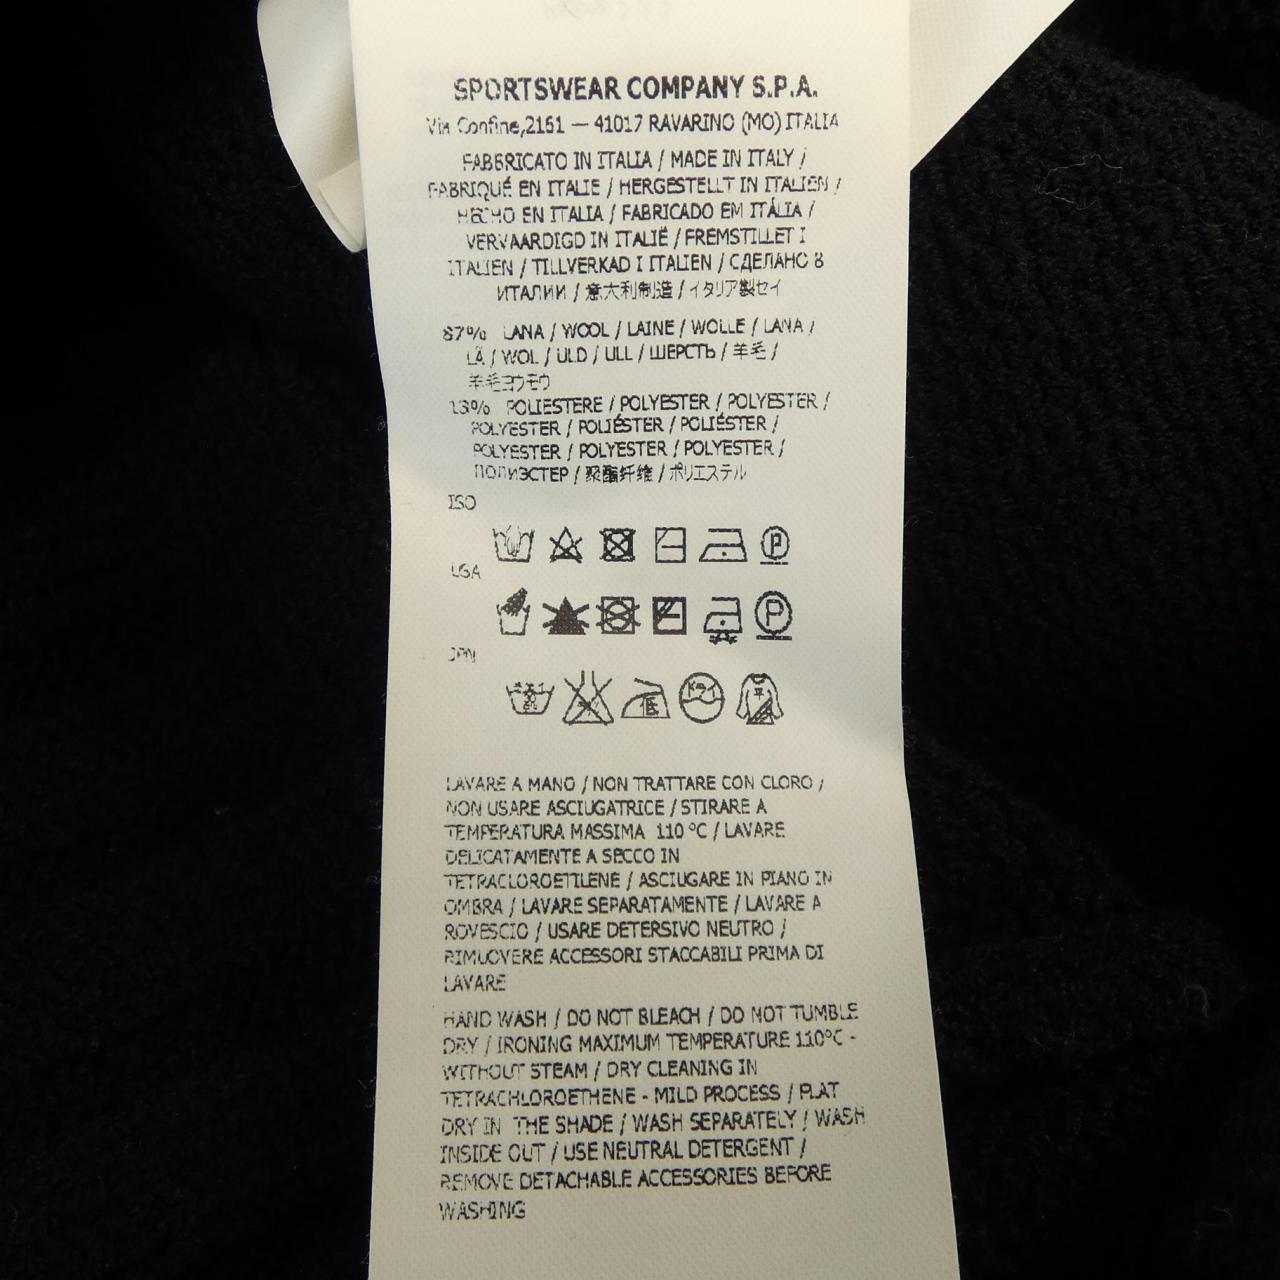 SPORTSWEAR COMPANY S.P.A.
Via Confine,2161 — 41017 RAVARINO (MO) ITALIA
FABBRICATO IN ITALIA / MADE IN ITALY /
FABRIQUÉ EN ITALIE / HERGESTELLT IN ITALIEN /
HECHO EN ITALIA / FABRICADO EM ITÁLIA /
VERVAARDIGD IN ITALIË / FREMSTILLET I
ITALIEN / TILLVERKAD I ITALIEN / СДЕЛАНО В
ИТАЛИИ / 意大利制造 / イタリア製セイ
87% LANA / WOOL / LAINE / WOLLE / LANA /
LÃ / WOL / ULD / ULL / ШЕРСТЬ / 羊毛 /
羊毛ヨウモウ
13% POLIESTERE / POLYESTER / POLYESTER /
POLYESTER / POLIÉSTER / POLIÉSTER /
POLYESTER / POLYESTER / POLYESTER /
ПОЛИЭСТЕР / 聚酯纤维 / ポリエステル
ISO
P
USA
P
JPN
低 ドライ 平
LAVARE A MANO / NON TRATTARE CON CLORO /
NON USARE ASCIUGATRICE / STIRARE A
TEMPERATURA MASSIMA 110 °C / LAVARE
DELICATAMENTE A SECCO IN
TETRACLOROETILENE / ASCIUGARE IN PIANO IN
OMBRA / LAVARE SEPARATAMENTE / LAVARE A
ROVESCIO / USARE DETERSIVO NEUTRO /
RIMUOVERE ACCESSORI STACCABILI PRIMA DI
LAVARE
HAND WASH / DO NOT BLEACH / DO NOT TUMBLE
DRY / IRONING MAXIMUM TEMPERATURE 110°C -
WITHOUT STEAM / DRY CLEANING IN
TETRACHLOROETHENE - MILD PROCESS / FLAT
DRY IN THE SHADE / WASH SEPARATELY / WASH
INSIDE OUT / USE NEUTRAL DETERGENT /
REMOVE DETACHABLE ACCESSORIES BEFORE
WASHING